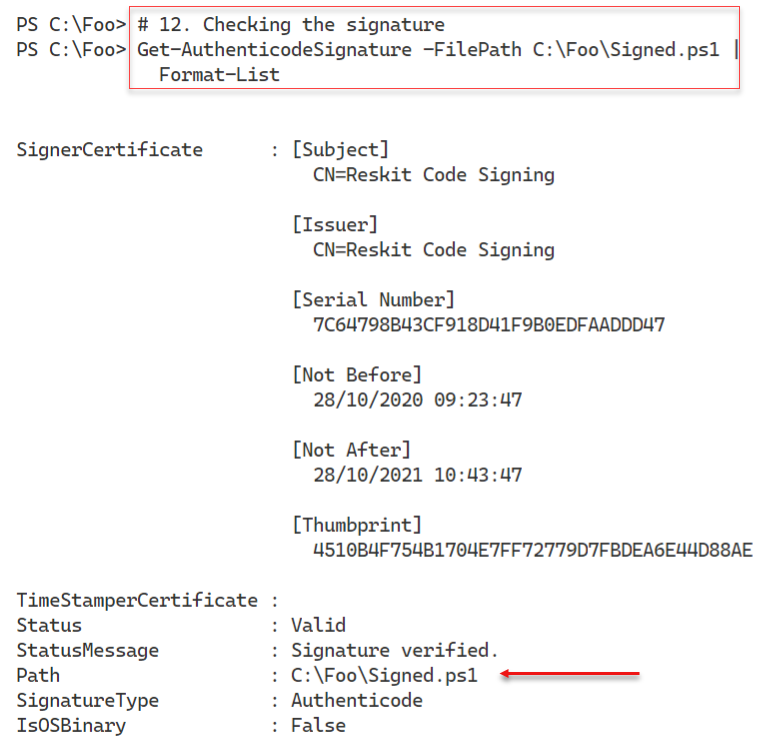 PS C:\Foo> # 12. Checking the signature
PS C:\Foo> Get-AuthenticodeSignature -FilePath C:\Foo\Signed.ps1 |
Format-List
SignerCertificate : [Subject]
CN=Reskit Code Signing
[Issuer]
CN=Reskit Code Signing
[Serial Number]
7C64798B43CF918D41F9B0EDFAADDD47
[Not Before]
28/10/2020 09:23:47
[Not After]
28/10/2021 10:43:47
[Thumbprint]
4510B4F754B1704E7FF72779D7FBDEA6E44D88AE
TimeStamperCertificate :
Status : Valid
StatusMessage : Signature verified.
Path : C:\Foo\Signed.ps1
SignatureType : Authenticode
IsOSBinary : False